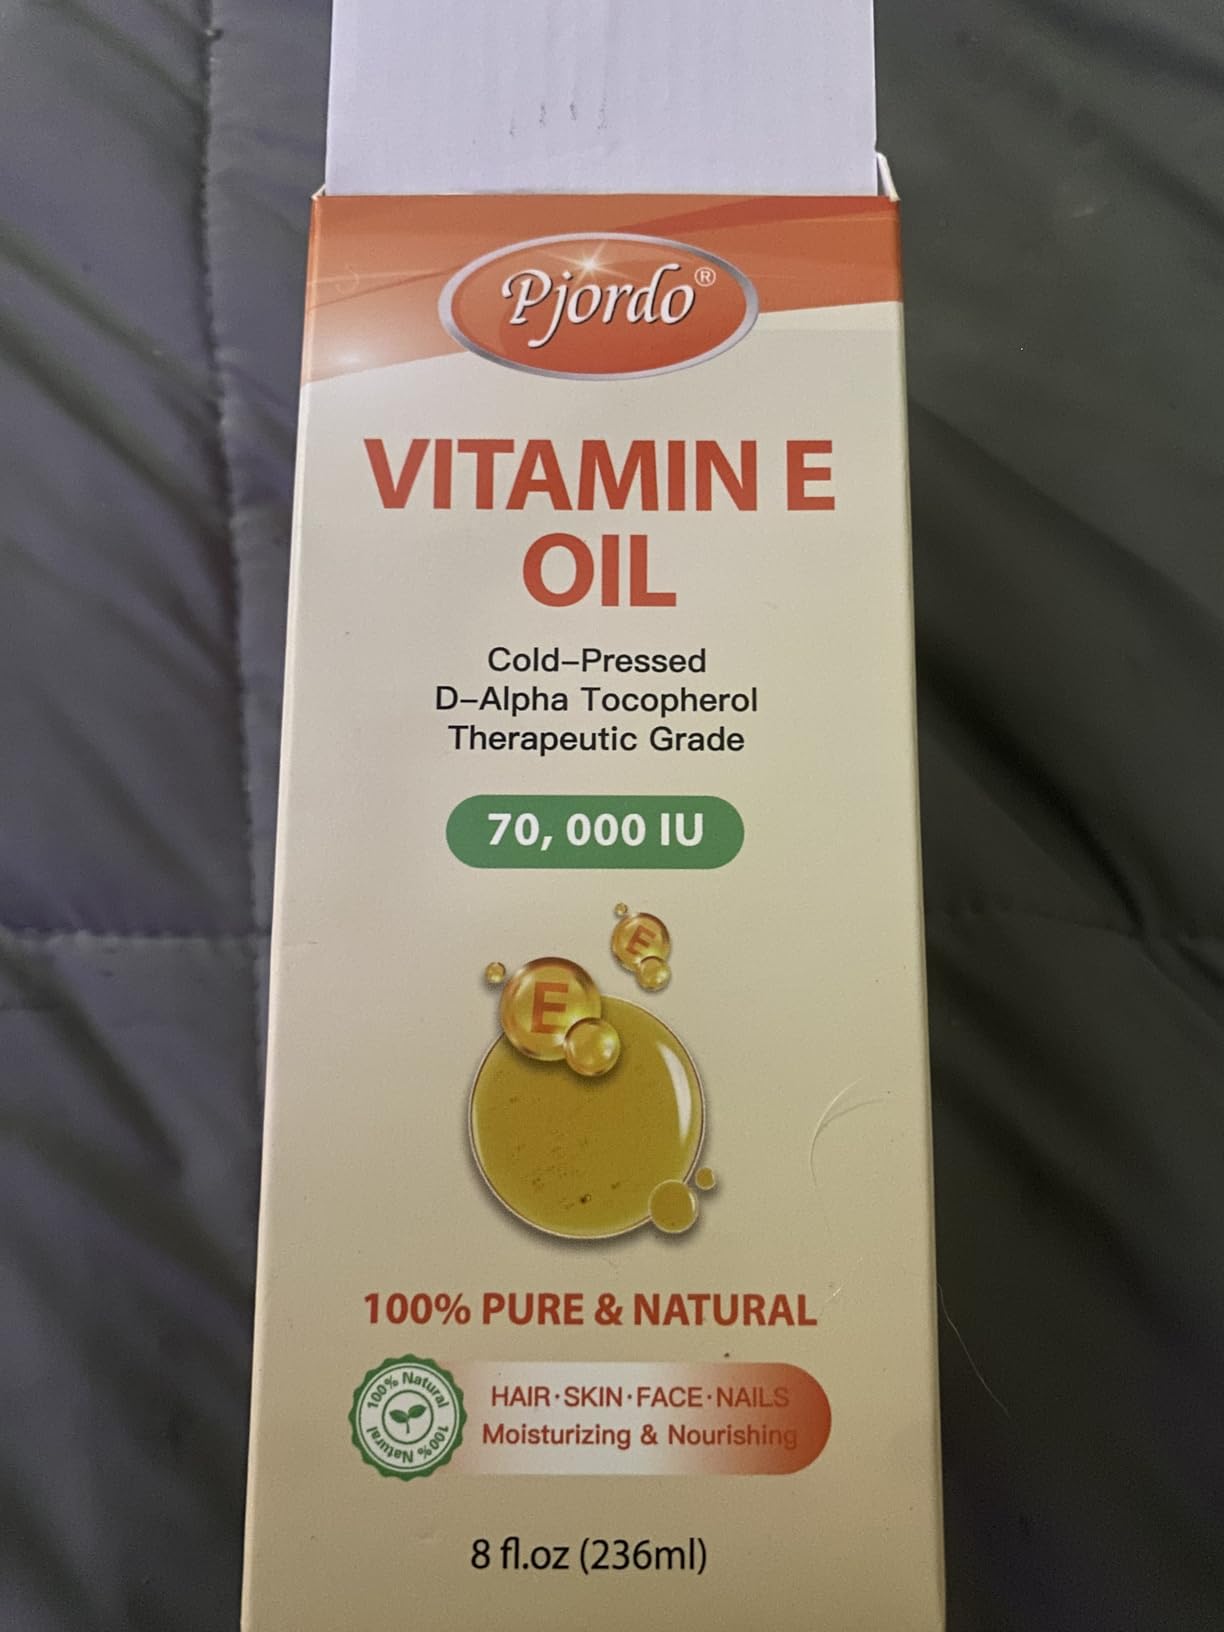 Pjordo®
VITAMIN E
OIL
Cold-Pressed
D-Alpha Tocopherol
Therapeutic Grade
70, 000 IU
E
E
100% PURE & NATURAL
100% Natural
100% Natural
HAIR·SKIN·FACE·NAILS
Moisturizing & Nourishing
8 fl.oz (236ml)